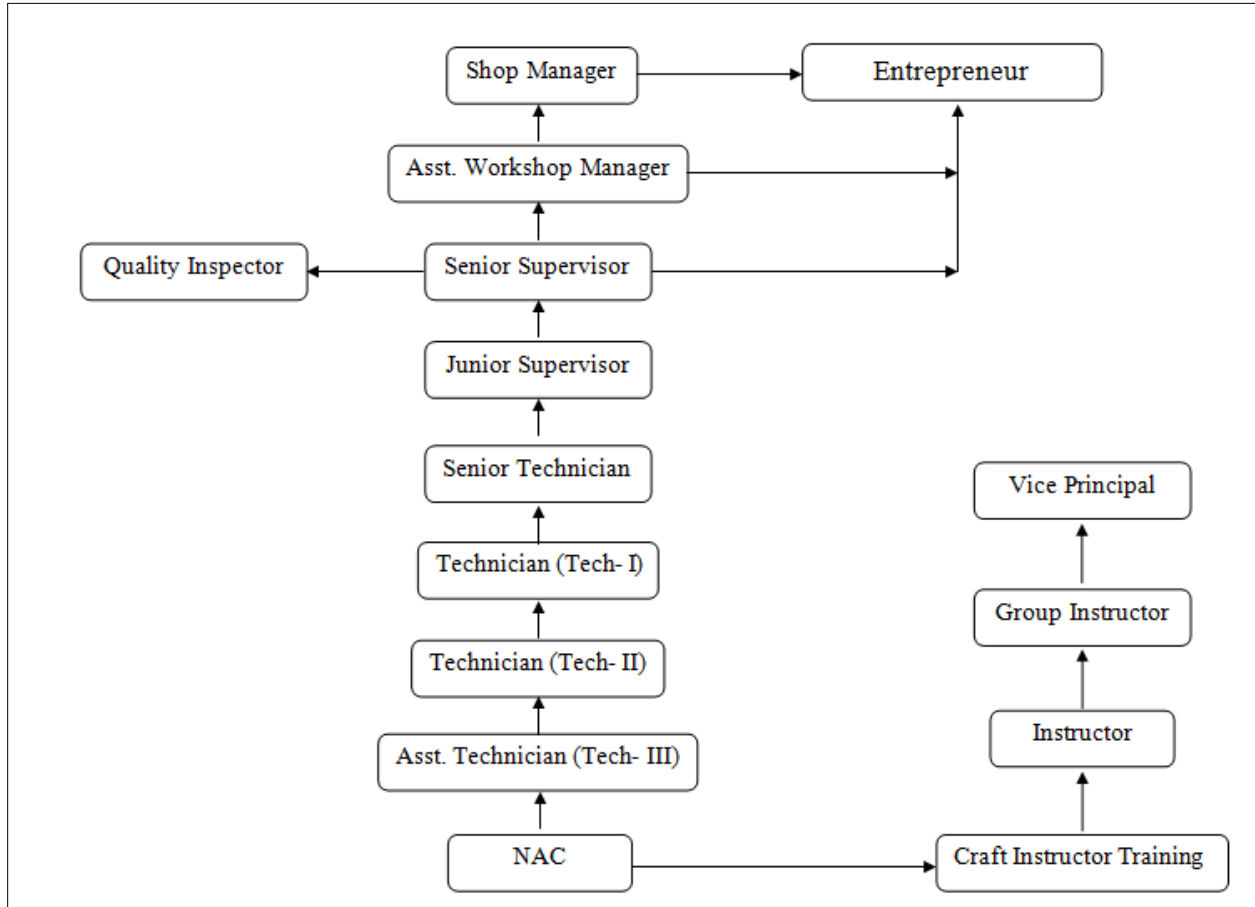 Shop Manager
Entrepreneur
Asst. Workshop Manager
Quality Inspector
Senior Supervisor
Junior Supervisor
Senior Technician
Vice Principal
Technician (Tech- I)
Group Instructor
Technician (Tech- II)
Instructor
Asst. Technician (Tech- III)
NAC
Craft Instructor Training